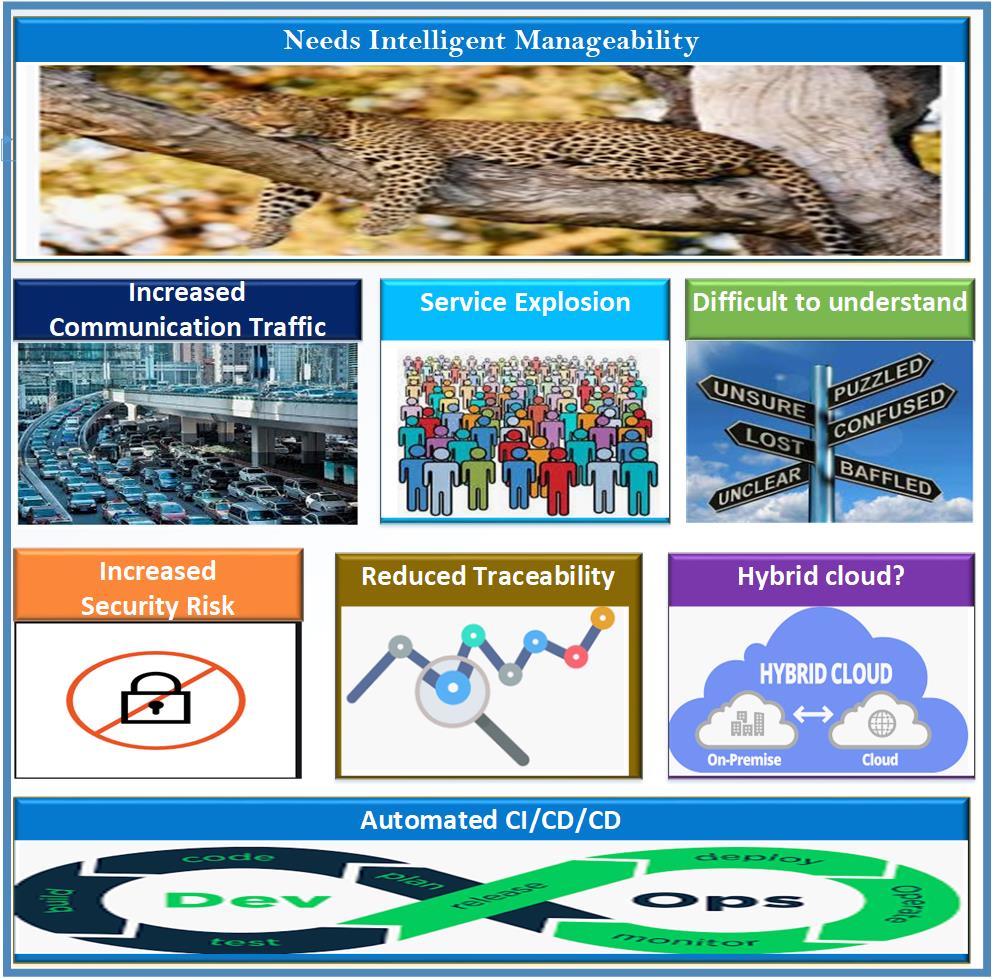 Needs Intelligent Manageability
Increased
Communication Traffic
Service Explosion
Difficult to understand
UNSURE
PUZZLED
CONFUSED
LOST
UNCLEAR
BAFFLED
Increased
Security Risk
Reduced Traceability
Hybrid cloud?
HYBRID CLOUD
On-Premise
Cloud
Automated CI/CD/CD
code
plan
build
Dev
test
release
deploy
Ops
Operate
monitor